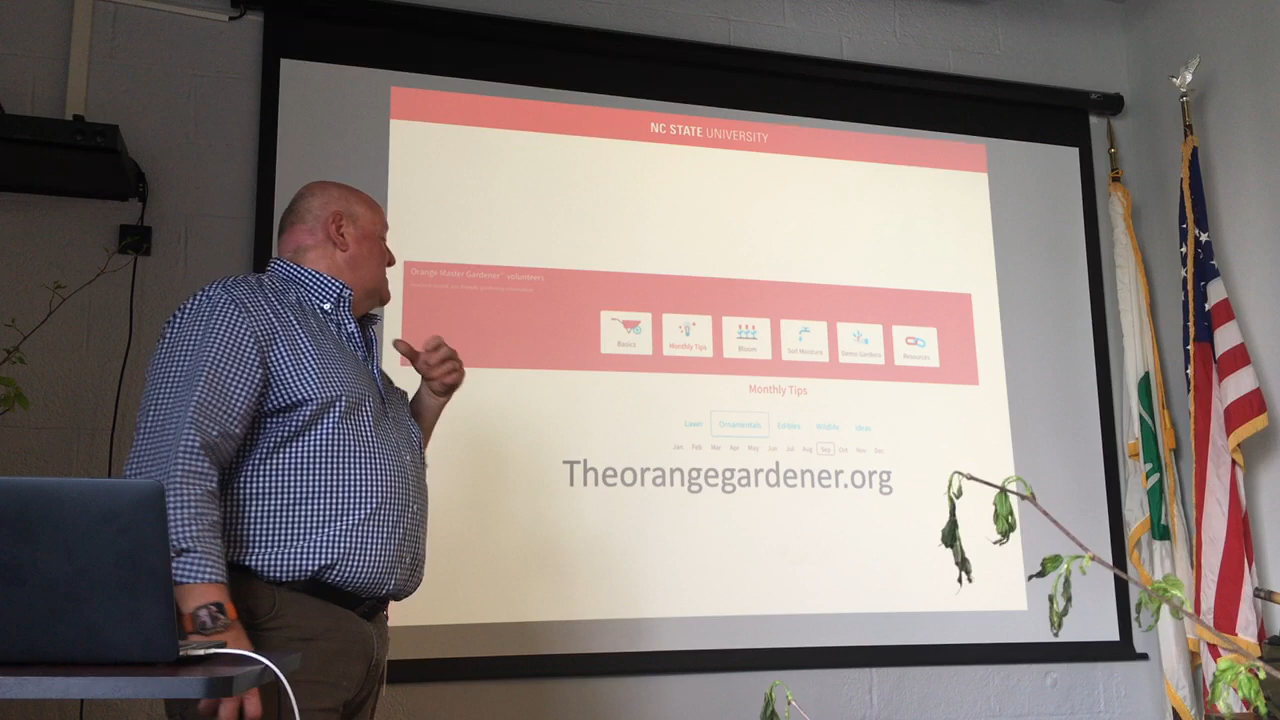 NC STATE UNIVERSITY
Orange Master Gardener℠ volunteers
Basics
Monthly Tips
Bloom
Soil Moisture
Demo Gardens
Resources
Monthly Tips
Lawn Ornamentals Edibles Wildlife Ideas
Jan Feb Mar Apr May Jun Jul Aug Sep Oct Nov Dec
Theorangegardener.org